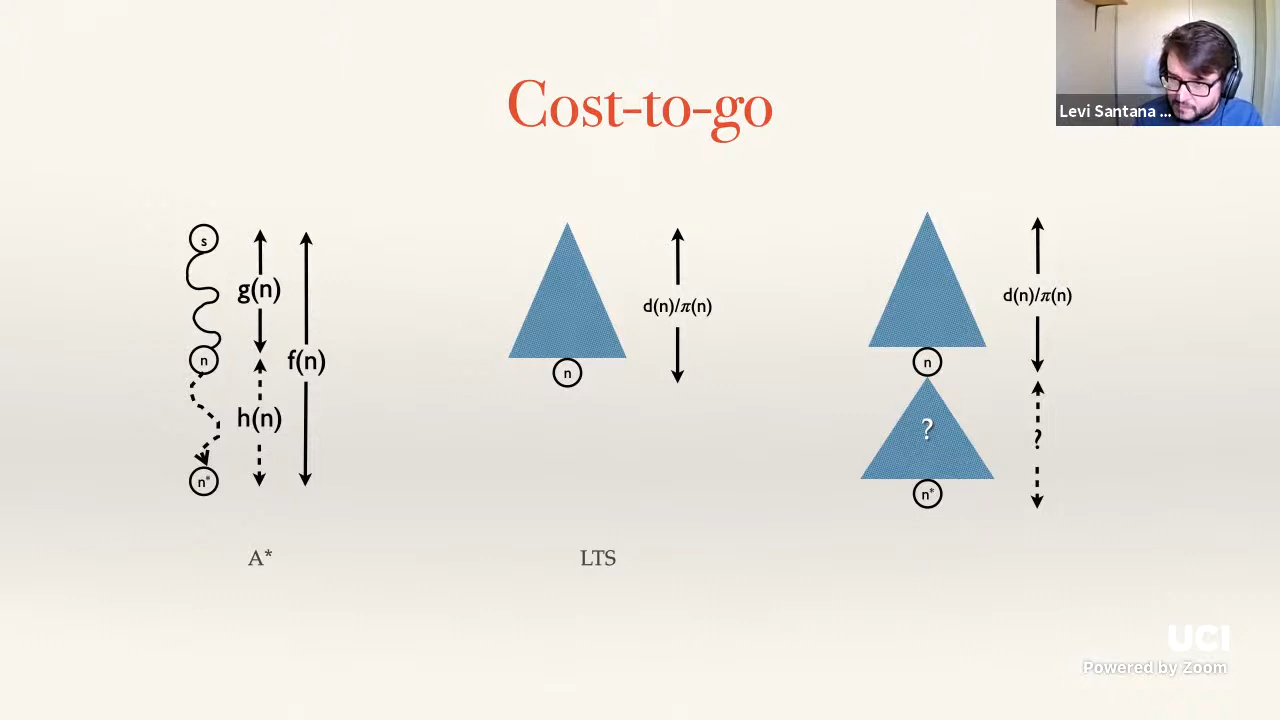 Cost-to-go
Levi Santana ...
s
g(n)
n
f(n)
h(n)
n*
A*
d(n)/π(n)
n
LTS
d(n)/π(n)
n
?
?
n*
UCI
Powered by Zoom